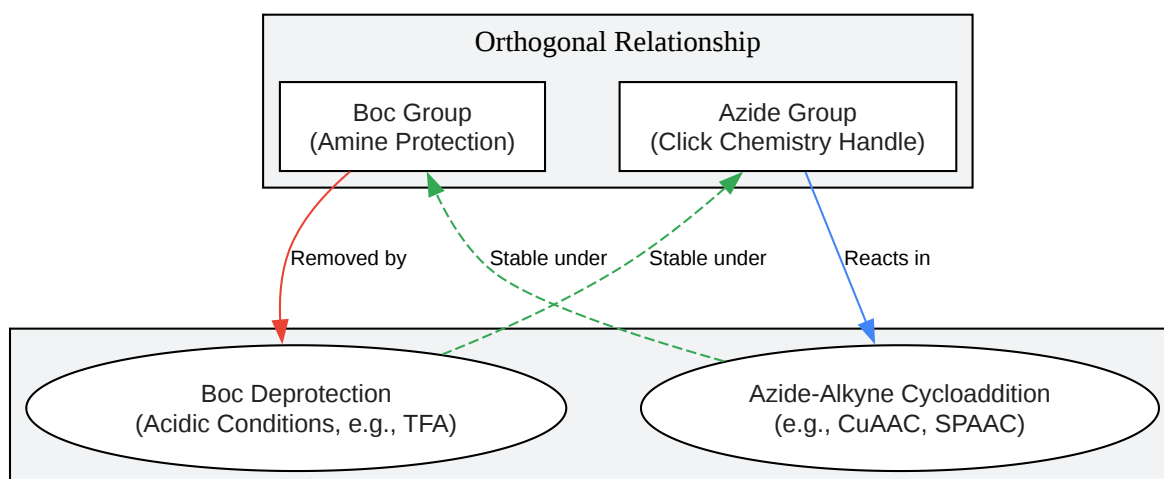 Orthogonal Relationship
Boc Group
(Amine Protection)
Azide Group
(Click Chemistry Handle)
Removed by
Stable under
Stable under
Reacts in
Boc Deprotection
(Acidic Conditions, e.g., TFA)
Azide-Alkyne Cycloaddition
(e.g., CuAAC, SPAAC)